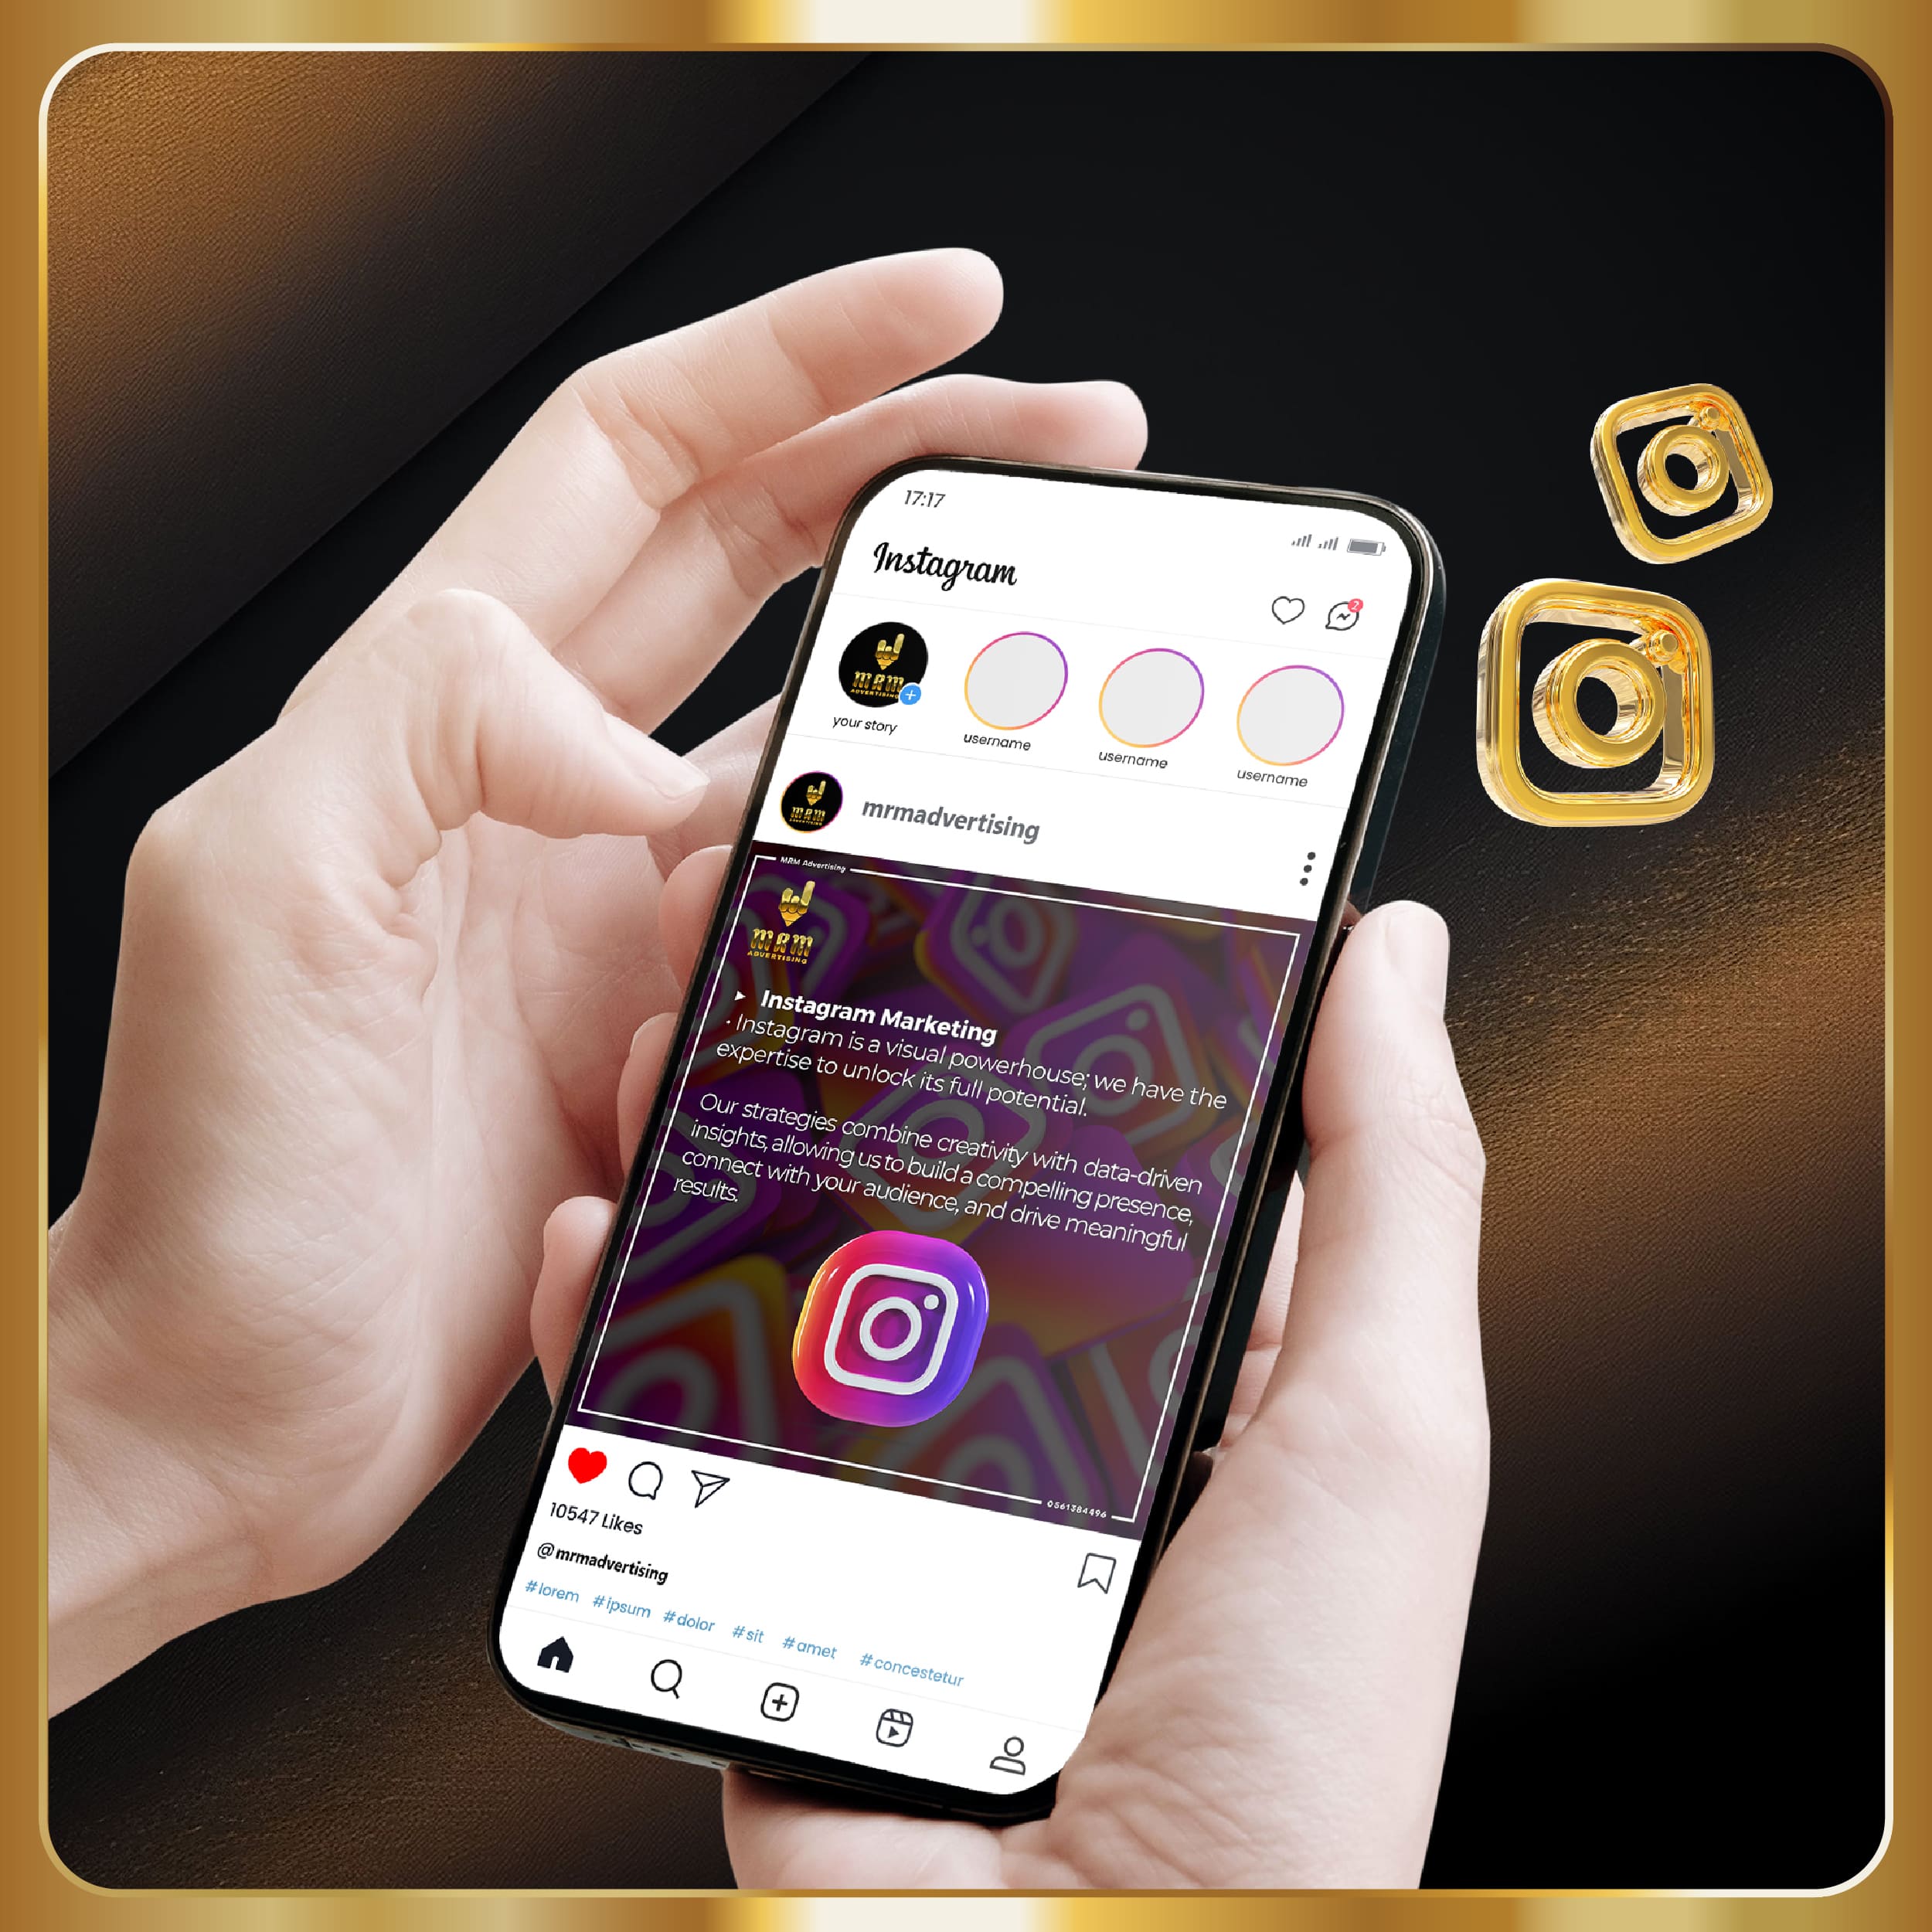 17:17
Instagram
2
MRM
ADVERTISING
your story
username
username
username
MRM
ADVERTISING
mrmadvertising
MRM Advertising
MRM
ADVERTISING
Instagram Marketing
· Instagram is a visual powerhouse; we have the
expertise to unlock its full potential.
Our strategies combine creativity with data-driven
insights, allowing us to build a compelling presence,
connect with your audience, and drive meaningful
results.
0561384496
10547 Likes
@mrmadvertising
#lorem #ipsum #dolor #sit #amet #concestetur